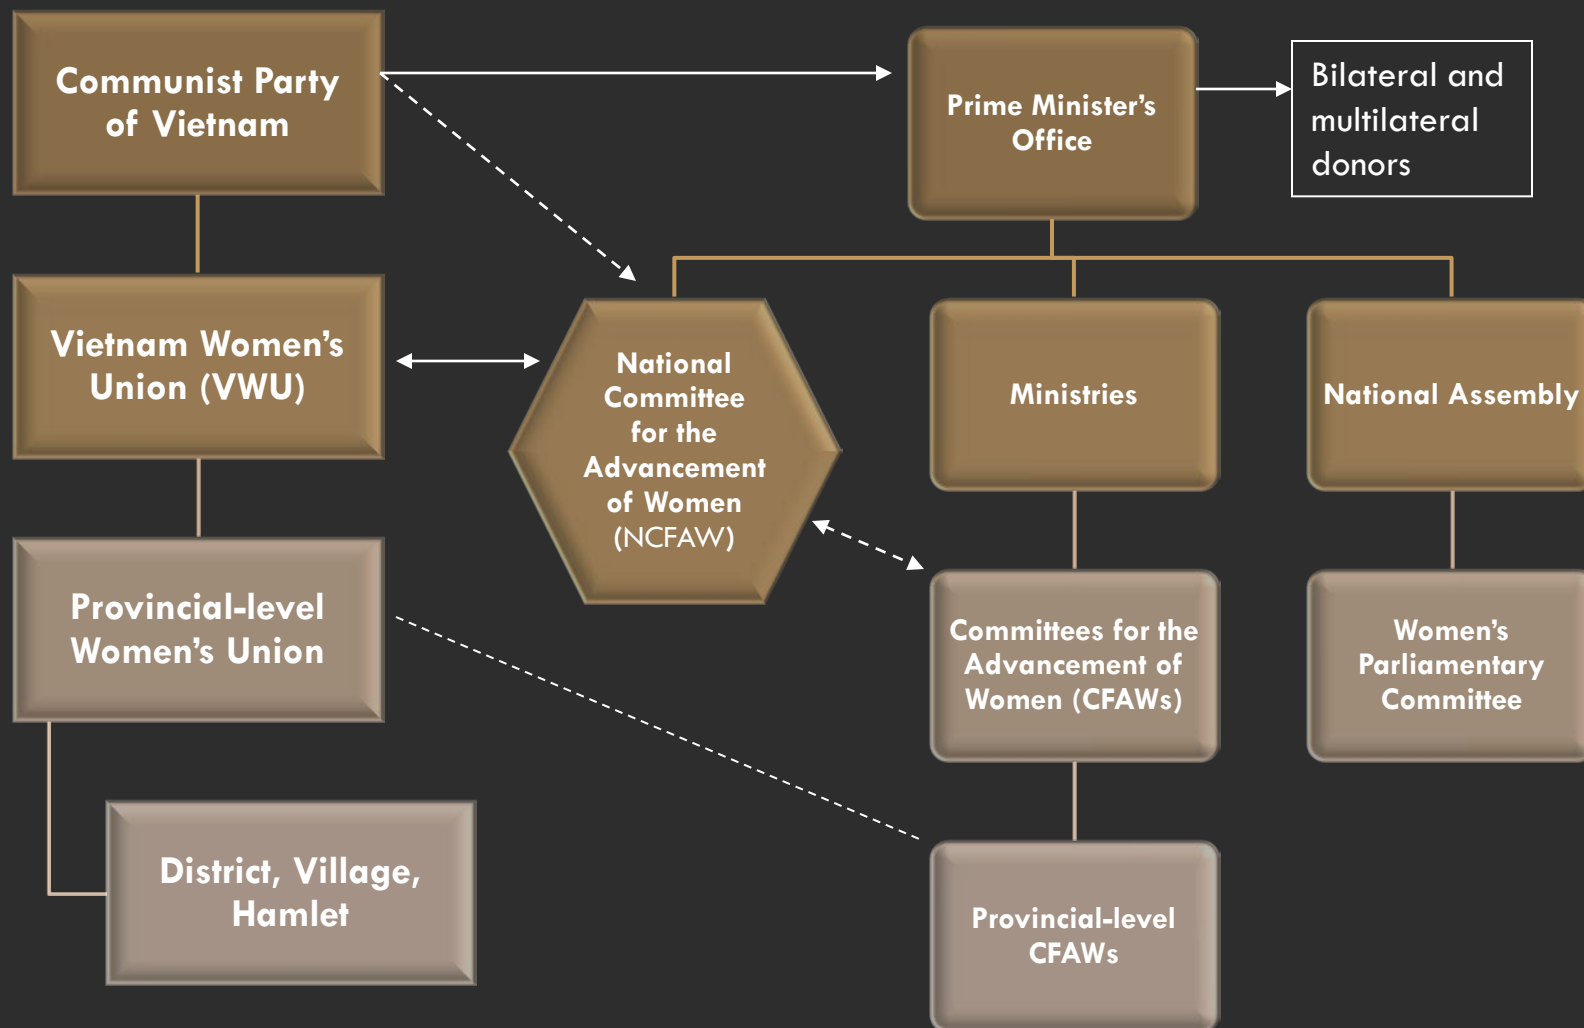 Communist Party
of Vietnam
Prime Minister's
Office
Bilateral and
multilateral
donors
Vietnam Women's
Union (VWU)
National
Committee
for the
Advancement
of Women
(NCFAW)
Ministries
National Assembly
Provincial-level
Women's Union
Committees for the
Advancement of
Women (CFAWs)
Women's
Parliamentary
Committee
District, Village,
Hamlet
Provincial-level
CFAWs